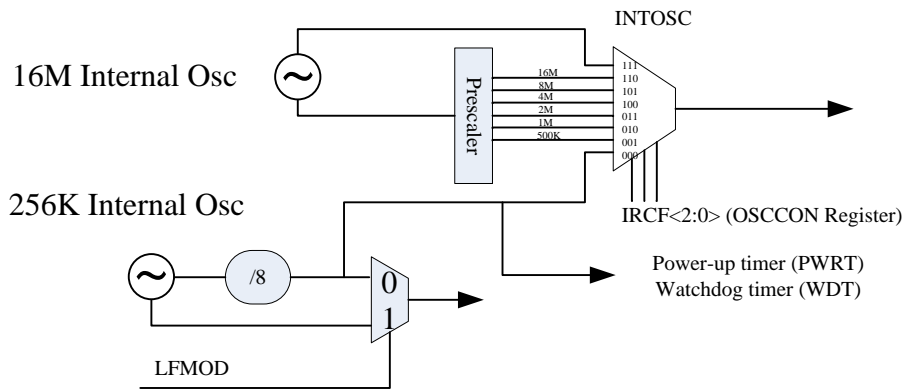 INTOSC
16M Internal Osc
Prescaler
16M
8M
4M
2M
1M
500K
111
110
101
100
011
010
001
000
256K Internal Osc
IRCF<2:0> (OSCCON Register)
/8
0
1
Power-up timer (PWRT)
Watchdog timer (WDT)
LFMOD